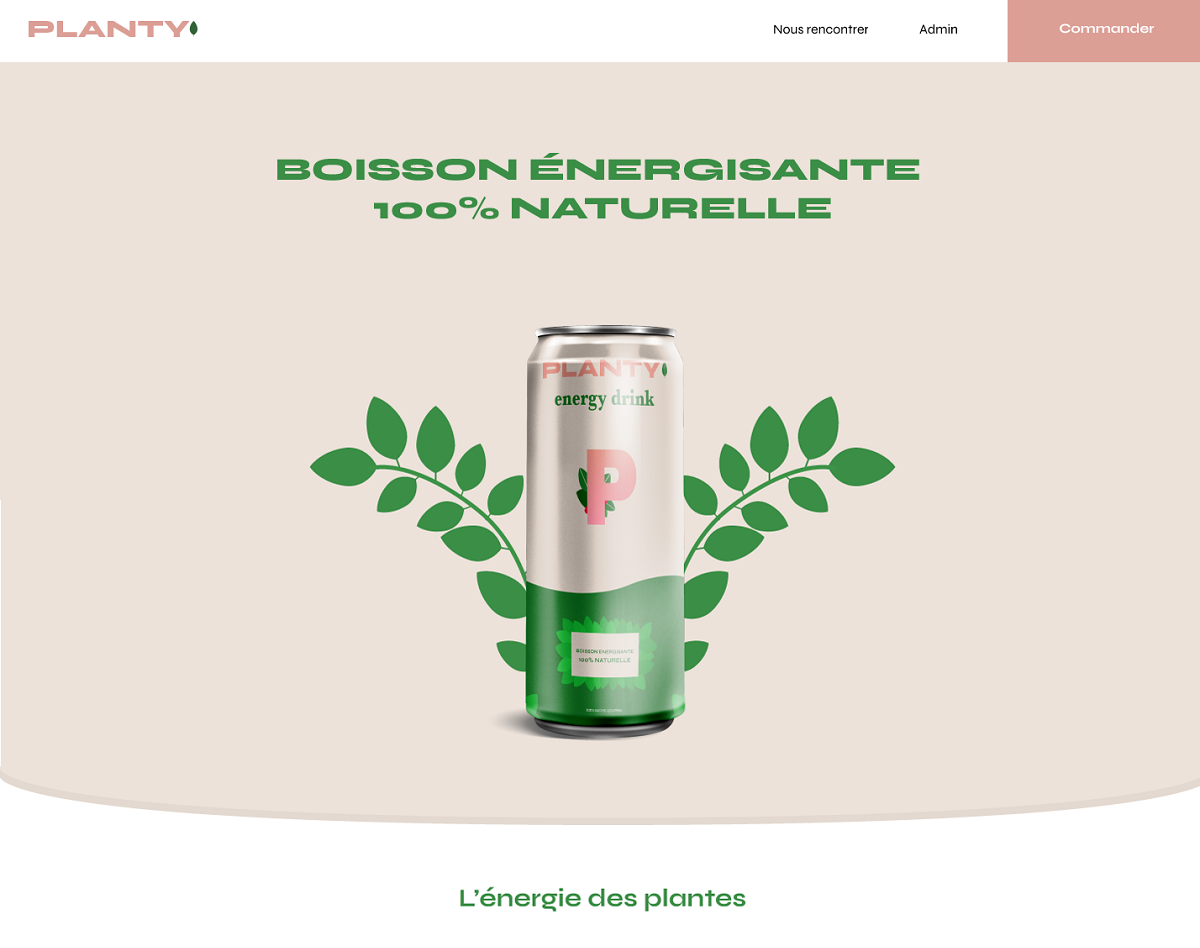 PLANTY
Nous rencontrer
Admin
Commander
BOISSON ÉNERGISANTE
100% NATURELLE
PLANTY
energy drink
P
BOISSON ÉNERGISANTE
100% NATURELLE
L’énergie des plantes